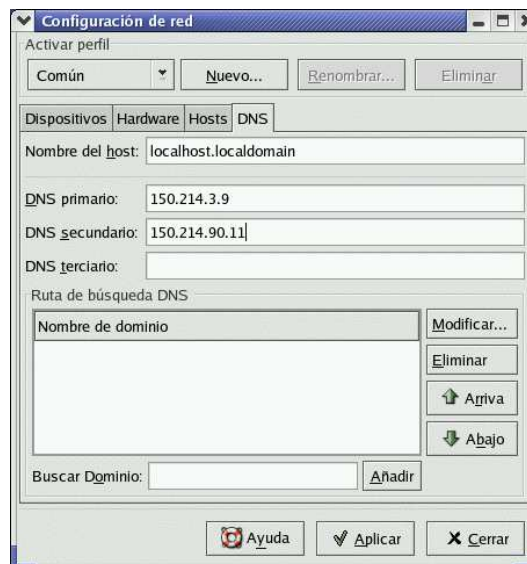 Configuración de red
Activar perfil
Común Nuevo... Renombrar... Eliminar
Dispositivos Hardware Hosts DNS
Nombre del host: localhost.localdomain
DNS primario: 150.214.3.9
DNS secundario: 150.214.90.11
DNS terciario:
Ruta de búsqueda DNS
Nombre de dominio
Modificar...
Eliminar
Arriva
Abajo
Buscar Dominio: Añadir
Ayuda Aplicar Cerrar